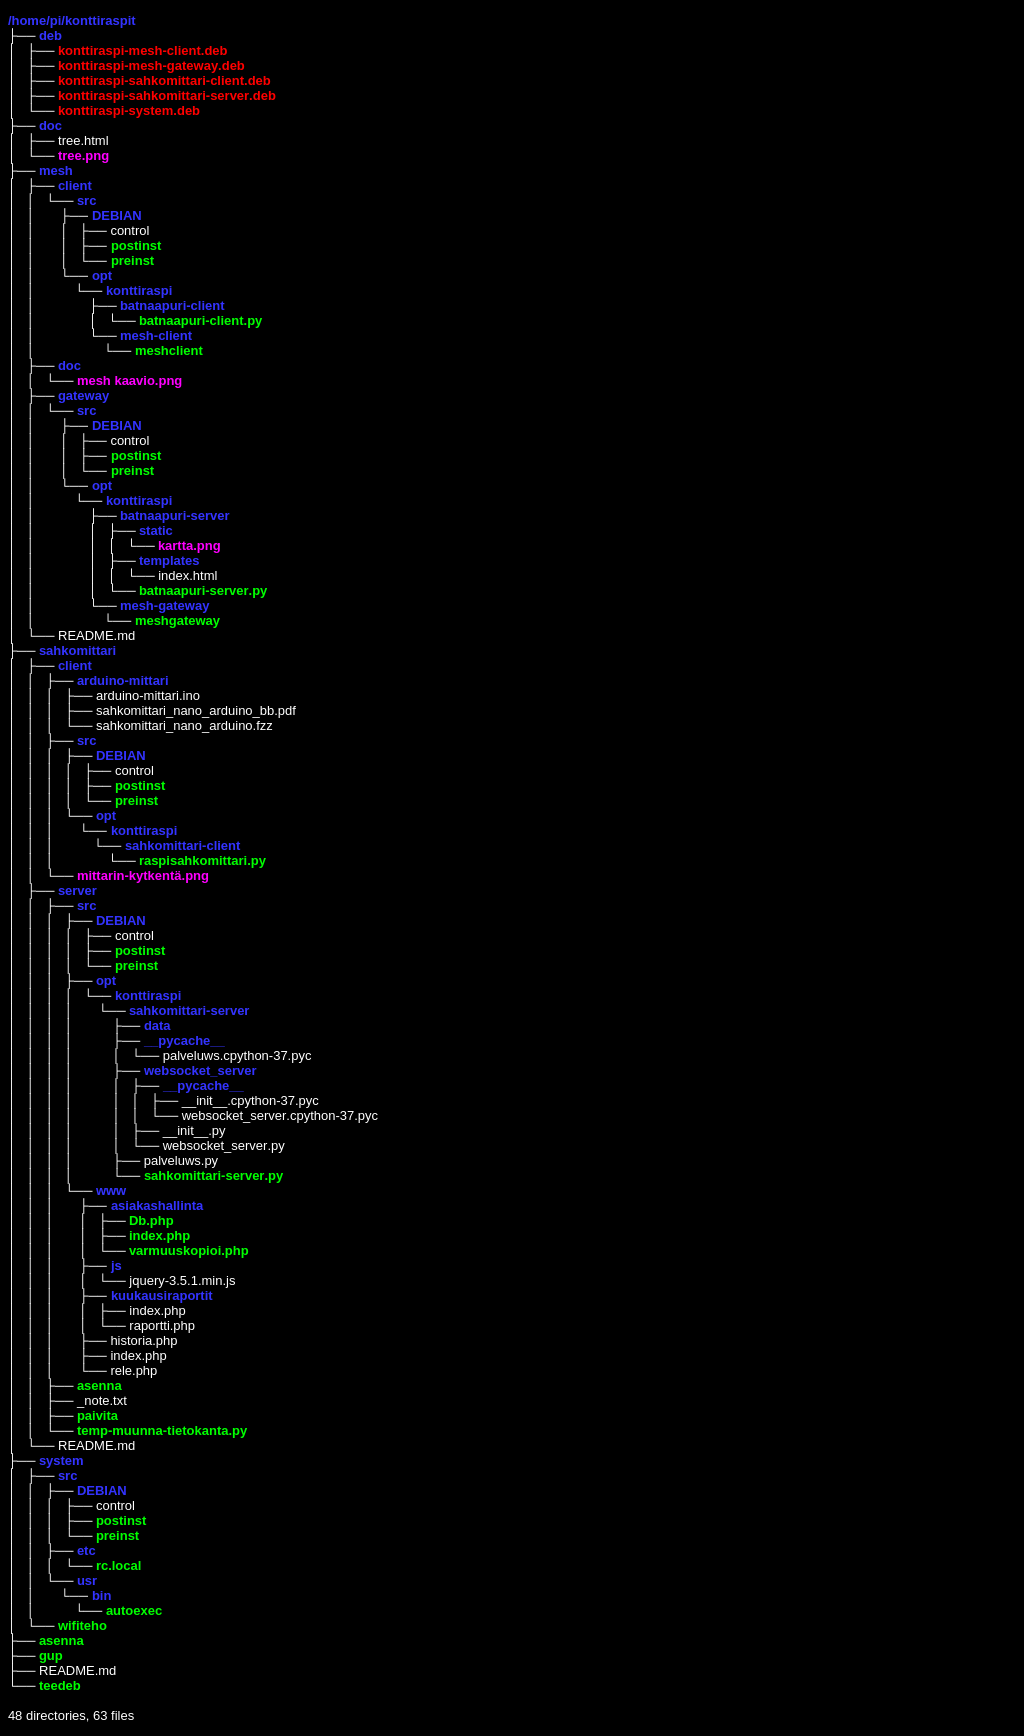 /home/pi/konttiraspit
├── deb
│   ├── konttiraspi-mesh-client.deb
│   ├── konttiraspi-mesh-gateway.deb
│   ├── konttiraspi-sahkomittari-client.deb
│   ├── konttiraspi-sahkomittari-server.deb
│   └── konttiraspi-system.deb
├── doc
│   ├── tree.html
│   └── tree.png
├── mesh
│   ├── client
│   │   └── src
│   │       ├── DEBIAN
│   │       │   ├── control
│   │       │   ├── postinst
│   │       │   └── preinst
│   │       └── opt
│   │           └── konttiraspi
│   │               ├── batnaapuri-client
│   │               │   └── batnaapuri-client.py
│   │               └── mesh-client
│   │                   └── meshclient
│   ├── doc
│   │   └── mesh kaavio.png
│   ├── gateway
│   │   └── src
│   │       ├── DEBIAN
│   │       │   ├── control
│   │       │   ├── postinst
│   │       │   └── preinst
│   │       └── opt
│   │           └── konttiraspi
│   │               ├── batnaapuri-server
│   │               │   ├── static
│   │               │   │   └── kartta.png
│   │               │   ├── templates
│   │               │   │   └── index.html
│   │               │   └── batnaapuri-server.py
│   │               └── mesh-gateway
│   │                   └── meshgateway
│   └── README.md
├── sahkomittari
│   ├── client
│   │   ├── arduino-mittari
│   │   │   ├── arduino-mittari.ino
│   │   │   ├── sahkomittari_nano_arduino_bb.pdf
│   │   │   └── sahkomittari_nano_arduino.fzz
│   │   ├── src
│   │   │   ├── DEBIAN
│   │   │   │   ├── control
│   │   │   │   ├── postinst
│   │   │   │   └── preinst
│   │   │   └── opt
│   │   │       └── konttiraspi
│   │   │           └── sahkomittari-client
│   │   │               └── raspisahkomittari.py
│   │   └── mittarin-kytkentä.png
│   ├── server
│   │   ├── src
│   │   │   ├── DEBIAN
│   │   │   │   ├── control
│   │   │   │   ├── postinst
│   │   │   │   └── preinst
│   │   │   ├── opt
│   │   │   │   └── konttiraspi
│   │   │   │       └── sahkomittari-server
│   │   │   │           ├── data
│   │   │   │           ├── __pycache__
│   │   │   │           │   └── palveluws.cpython-37.pyc
│   │   │   │           ├── websocket_server
│   │   │   │           │   ├── __pycache__
│   │   │   │           │   │   ├── __init__.cpython-37.pyc
│   │   │   │           │   │   └── websocket_server.cpython-37.pyc
│   │   │   │           │   ├── __init__.py
│   │   │   │           │   └── websocket_server.py
│   │   │   │           ├── palveluws.py
│   │   │   │           └── sahkomittari-server.py
│   │   │   └── www
│   │   │       ├── asiakashallinta
│   │   │       │   ├── Db.php
│   │   │       │   ├── index.php
│   │   │       │   └── varmuuskopioi.php
│   │   │       ├── js
│   │   │       │   └── jquery-3.5.1.min.js
│   │   │       ├── kuukausiraportit
│   │   │       │   ├── index.php
│   │   │       │   └── raportti.php
│   │   │       ├── historia.php
│   │   │       ├── index.php
│   │   │       └── rele.php
│   │   ├── asenna
│   │   ├── _note.txt
│   │   ├── paivita
│   │   └── temp-muunna-tietokanta.py
│   └── README.md
├── system
│   ├── src
│   │   ├── DEBIAN
│   │   │   ├── control
│   │   │   ├── postinst
│   │   │   └── preinst
│   │   ├── etc
│   │   │   └── rc.local
│   │   └── usr
│   │       └── bin
│   │           └── autoexec
│   └── wifiteho
├── asenna
├── gup
├── README.md
└── teedeb
48 directories, 63 files